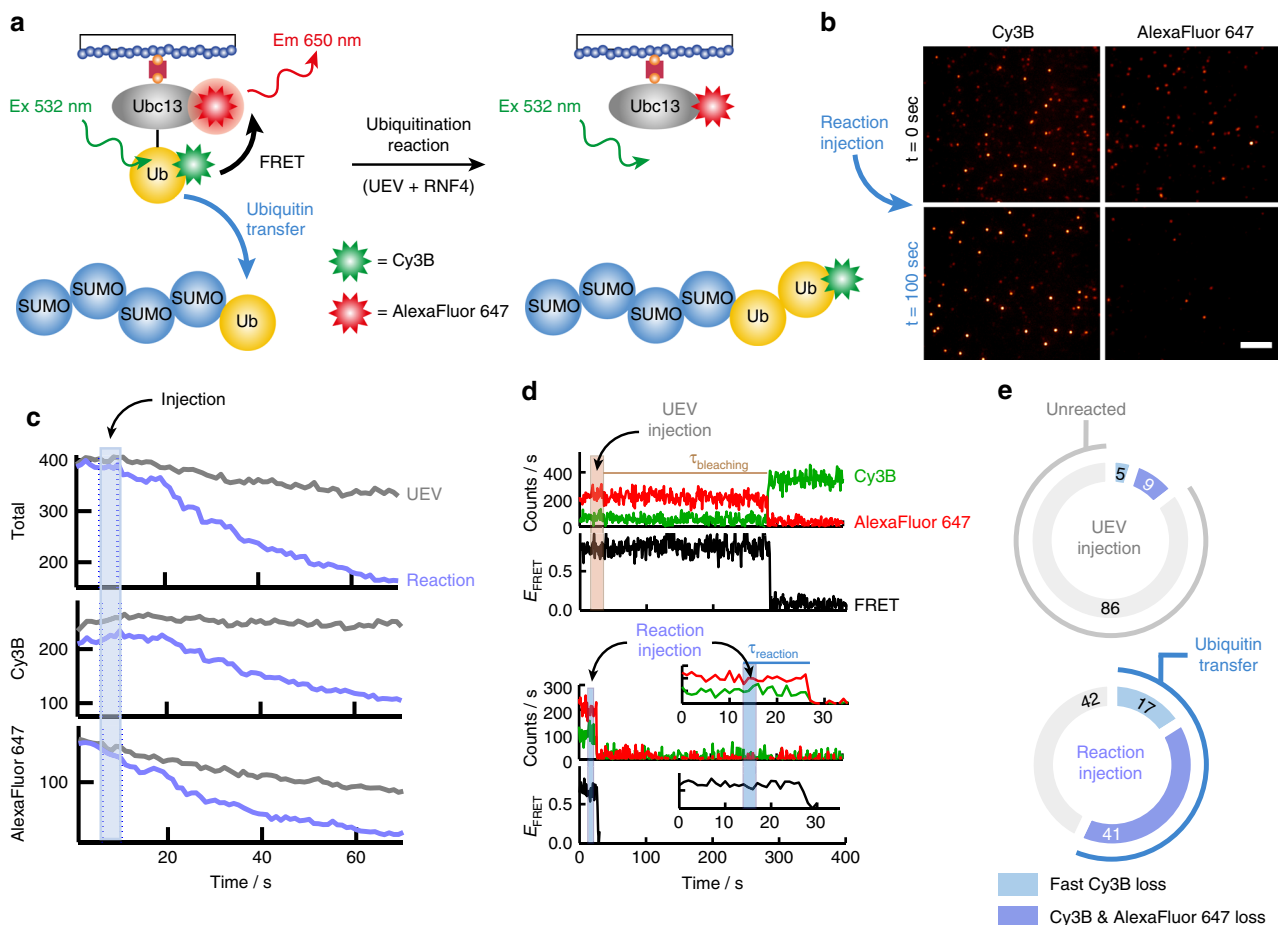 a
Em 650 nm
Ubc13
Ex 532 nm
FRET
Ub
Ubiquitin
transfer
SUMO
SUMO
SUMO
SUMO
Ub
Ubiquitination
reaction
(UEV + RNF4)
= Cy3B
= AlexaFluor 647
Ubc13
Ex 532 nm
SUMO
SUMO
SUMO
SUMO
Ub
Ub
b
Cy3B
AlexaFluor 647
Reaction
injection
t = 0 sec
t = 100 sec
c
Injection
Total
400
300
200
UEV
Reaction
Cy3B
200
100
AlexaFluor 647
100
20
40
60
Time / s
d
UEV
injection
τbleaching
Counts / s
400
200
0
Cy3B
AlexaFluor 647
EFRET
0.5
0.0
FRET
Reaction
injection
τreaction
Counts / s
300
200
100
0
0
10
20
30
EFRET
0.5
0.0
0
10
20
30
0
100
200
300
400
Time / s
e
Unreacted
5
9
UEV
injection
86
Ubiquitin
transfer
42
17
Reaction
injection
41
Fast Cy3B loss
Cy3B & AlexaFluor 647 loss